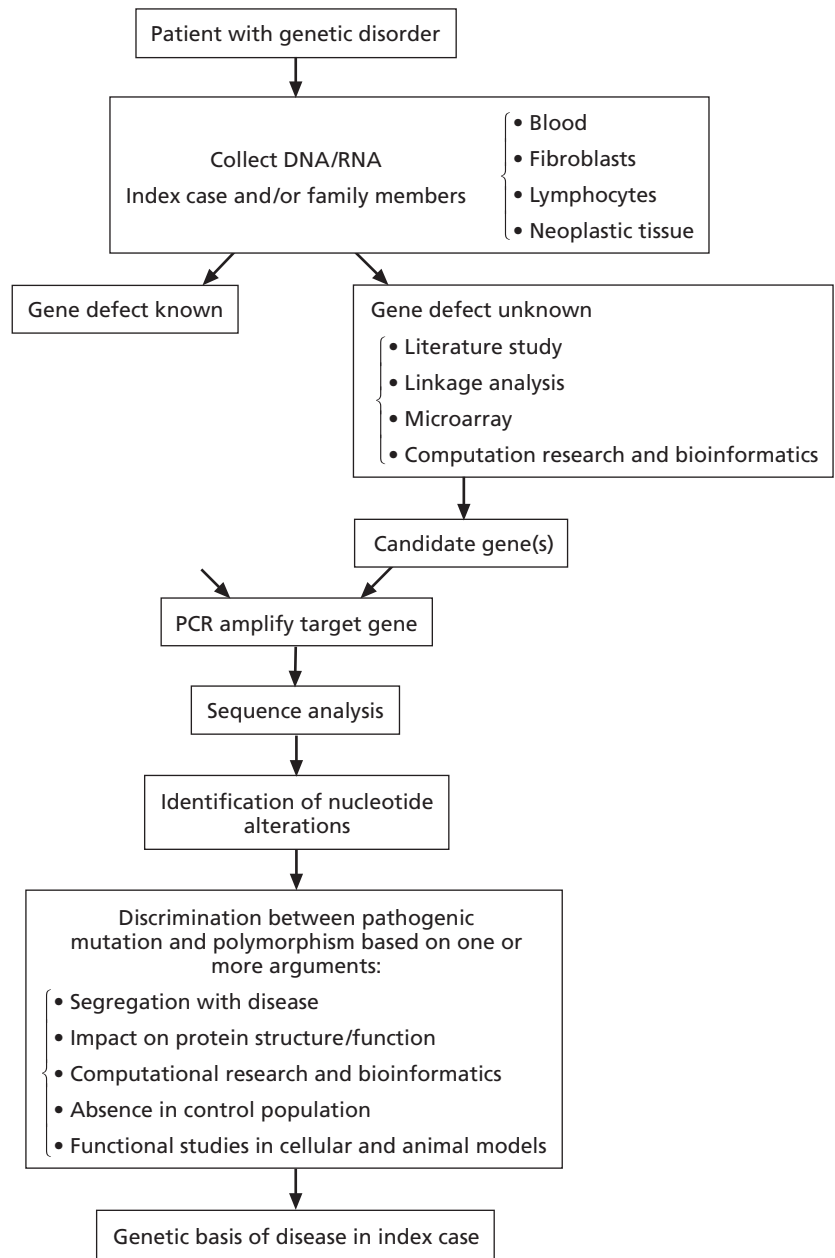 Patient with genetic disorder
Collect DNA/RNA
Index case and/or family members
• Blood
• Fibroblasts
• Lymphocytes
• Neoplastic tissue
Gene defect known
Gene defect unknown
• Literature study
• Linkage analysis
• Microarray
• Computation research and bioinformatics
Candidate gene(s)
PCR amplify target gene
Sequence analysis
Identification of nucleotide
alterations
Discrimination between pathogenic
mutation and polymorphism based on one or
more arguments:
• Segregation with disease
• Impact on protein structure/function
• Computational research and bioinformatics
• Absence in control population
• Functional studies in cellular and animal models
Genetic basis of disease in index case